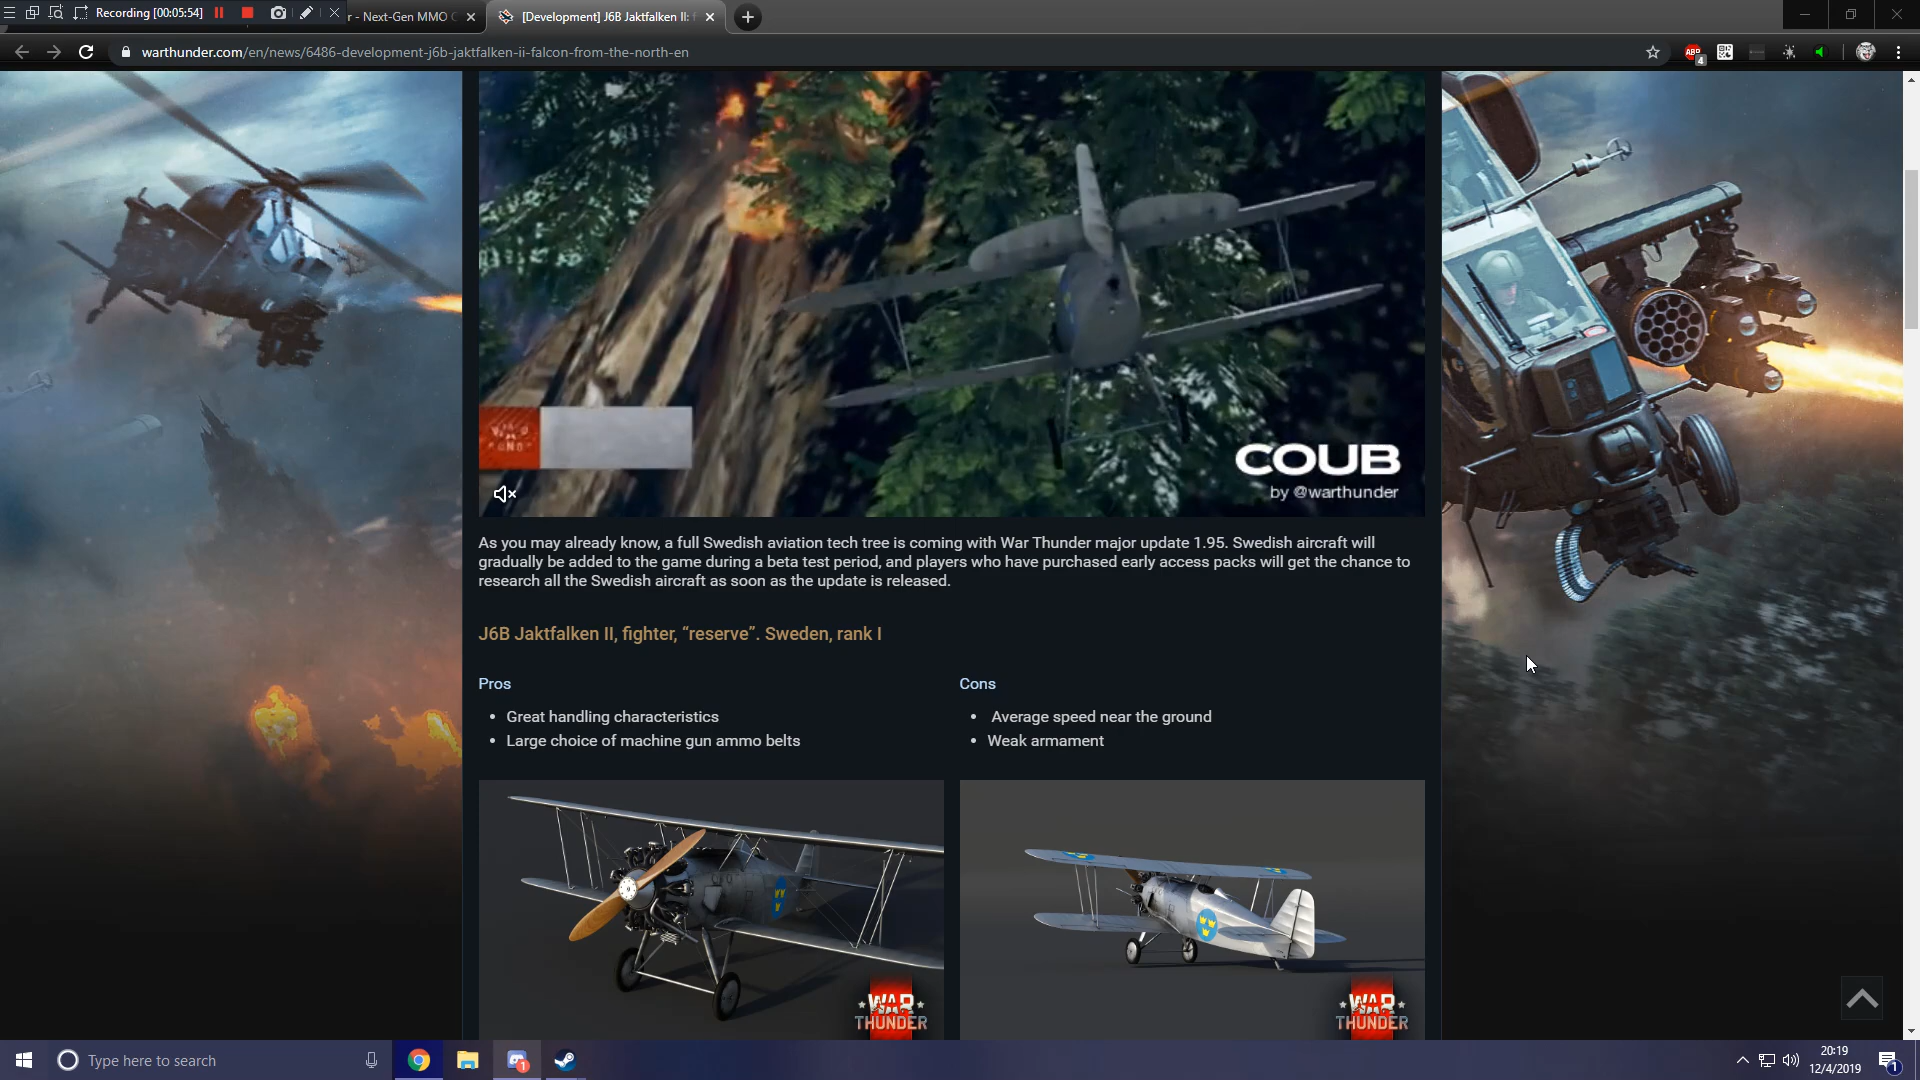 Recording [00:05:54]
r - Next-Gen MMO C
[Development] J6B Jaktfalken II: f
warthunder.com/en/news/6486-development-j6b-jaktfalken-ii-falcon-from-the-north-en
ABP
4
COUB
by @warthunder
As you may already know, a full Swedish aviation tech tree is coming with War Thunder major update 1.95. Swedish aircraft will
gradually be added to the game during a beta test period, and players who have purchased early access packs will get the chance to
research all the Swedish aircraft as soon as the update is released.
J6B Jaktfalken II, fighter, “reserve”. Sweden, rank I
Pros
Cons
• Great handling characteristics
• Large choice of machine gun ammo belts
• Average speed near the ground
• Weak armament
WAR
THUNDER
WAR
THUNDER
Type here to search
1
20:19
12/4/2019
1